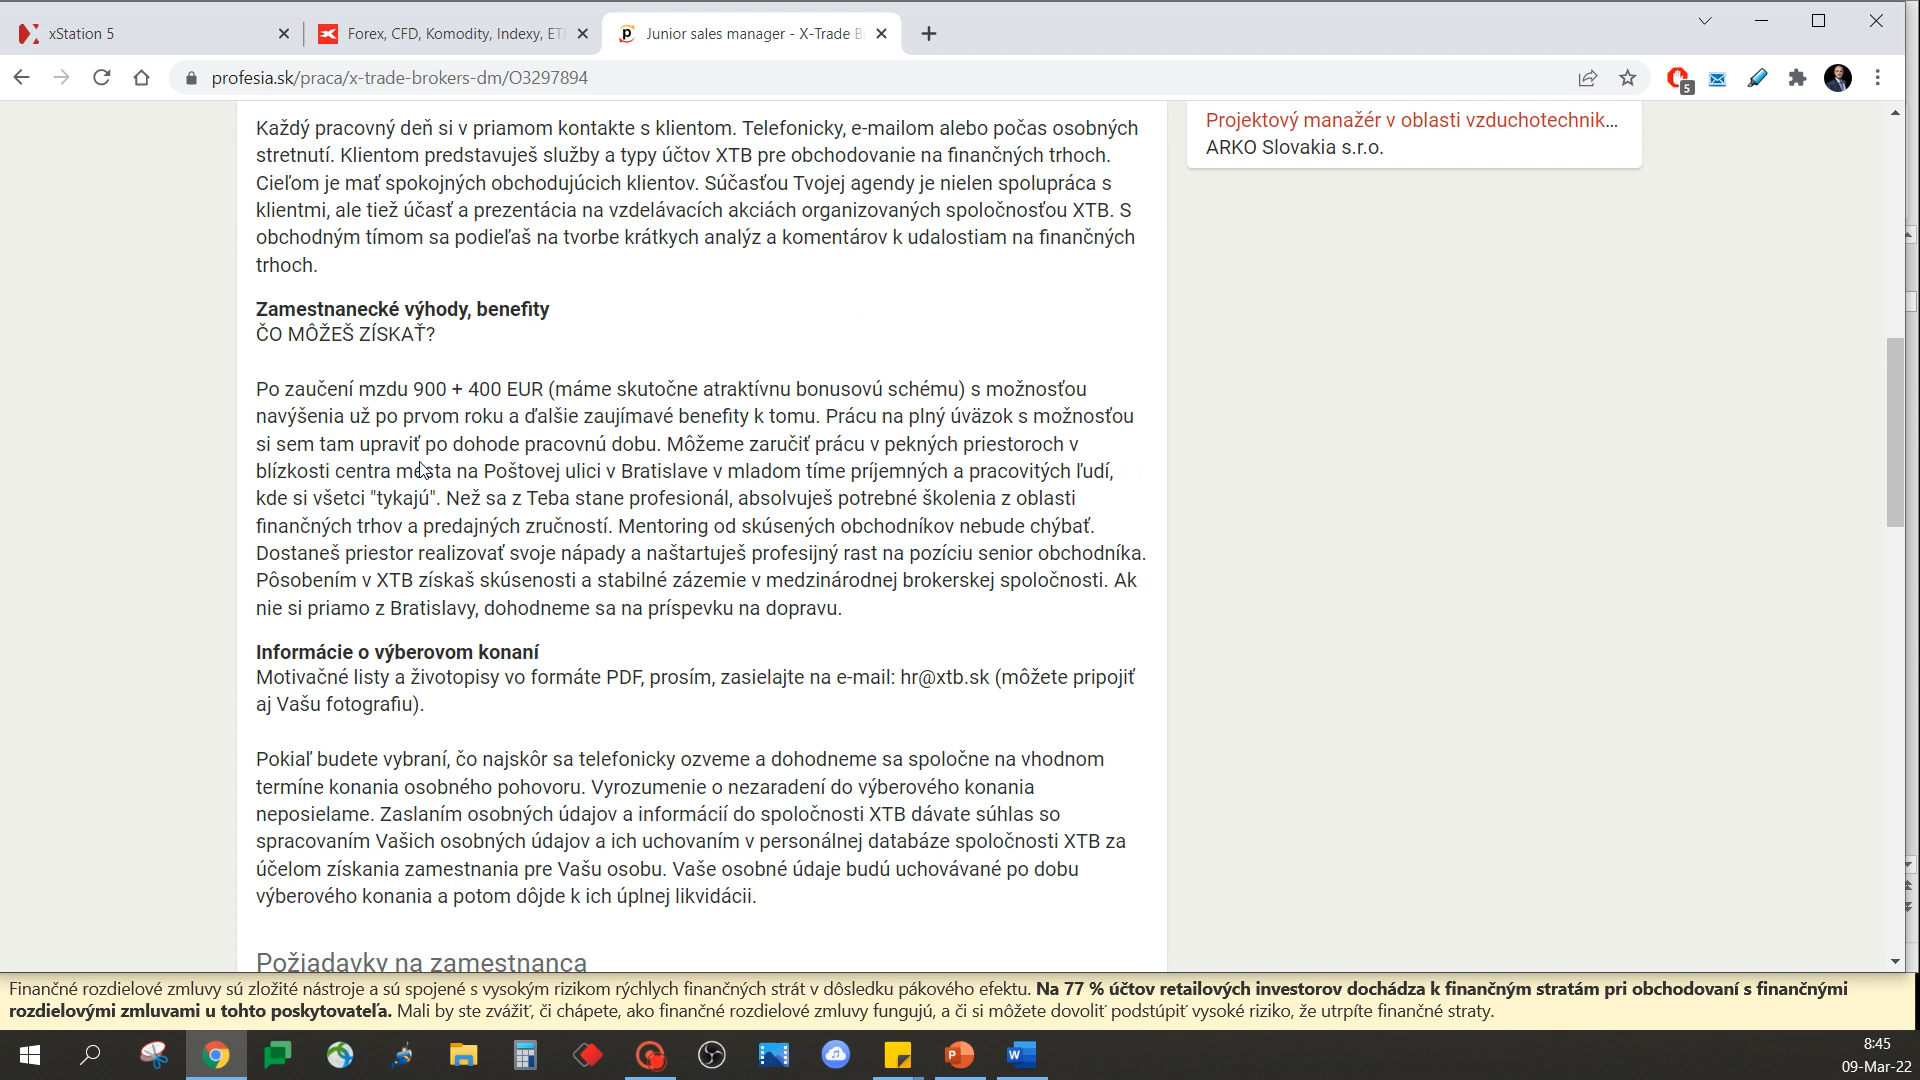 xStation 5
Forex, CFD, Komodity, Indexy, ET
Junior sales manager - X-Trade B
profesia.sk/praca/x-trade-brokers-dm/O3297894
5
Každý pracovný deň si v priamom kontakte s klientom. Telefonicky, e-mailom alebo počas osobných
stretnutí. Klientom predstavuješ služby a typy účtov XTB pre obchodovanie na finančných trhoch.
Cieľom je mať spokojných obchodujúcich klientov. Súčasťou Tvojej agendy je nielen spolupráca s
klientmi, ale tiež účasť a prezentácia na vzdelávacích akciách organizovaných spoločnosťou XTB. S
obchodným tímom sa podieľaš na tvorbe krátkych analýz a komentárov k udalostiam na finančných
trhoch.
Zamestnanecké výhody, benefity
ČO MÔŽEŠ ZÍSKAŤ?
Po zaučení mzdu 900 + 400 EUR (máme skutočne atraktívnu bonusovú schému) s možnosťou
navýšenia už po prvom roku a ďalšie zaujímavé benefity k tomu. Prácu na plný úväzok s možnosťou
si sem tam upraviť po dohode pracovnú dobu. Môžeme zaručiť prácu v pekných priestoroch v
blízkosti centra mesta na Poštovej ulici v Bratislave v mladom tíme príjemných a pracovitých ľudí,
kde si všetci "tykajú". Než sa z Teba stane profesionál, absolvuješ potrebné školenia z oblasti
finančných trhov a predajných zručností. Mentoring od skúsených obchodníkov nebude chýbať.
Dostaneš priestor realizovať svoje nápady a naštartuješ profesijný rast na pozíciu senior obchodníka.
Pôsobením v XTB získaš skúsenosti a stabilné zázemie v medzinárodnej brokerskej spoločnosti. Ak
nie si priamo z Bratislavy, dohodneme sa na príspevku na dopravu.
Informácie o výberovom konaní
Motivačné listy a životopisy vo formáte PDF, prosím, zasielajte na e-mail: hr@xtb.sk (môžete pripojiť
aj Vašu fotografiu).
Pokiaľ budete vybraní, čo najskôr sa telefonicky ozveme a dohodneme sa spoločne na vhodnom
termíne konania osobného pohovoru. Vyrozumenie o nezaradení do výberového konania
neposielame. Zaslaním osobných údajov a informácií do spoločnosti XTB dávate súhlas so
spracovaním Vašich osobných údajov a ich uchovaním v personálnej databáze spoločnosti XTB za
účelom získania zamestnania pre Vašu osobu. Vaše osobné údaje budú uchovávané po dobu
výberového konania a potom dôjde k ich úplnej likvidácii.
Požiadavky na zamestnanca
Projektový manažér v oblasti vzduchotechnik...
ARKO Slovakia s.r.o.
Finančné rozdielové zmluvy sú zložité nástroje a sú spojené s vysokým rizikom rýchlych finančných strát v dôsledku pákového efektu. Na 77 % účtov retailových investorov dochádza k finančným stratám pri obchodovaní s finančnými
rozdielovými zmluvami u tohto poskytovateľa. Mali by ste zvážiť, či chápete, ako finančné rozdielové zmluvy fungujú, a či si môžete dovoliť podstúpiť vysoké riziko, že utrpíte finančné straty.
8:45
09-Mar-22